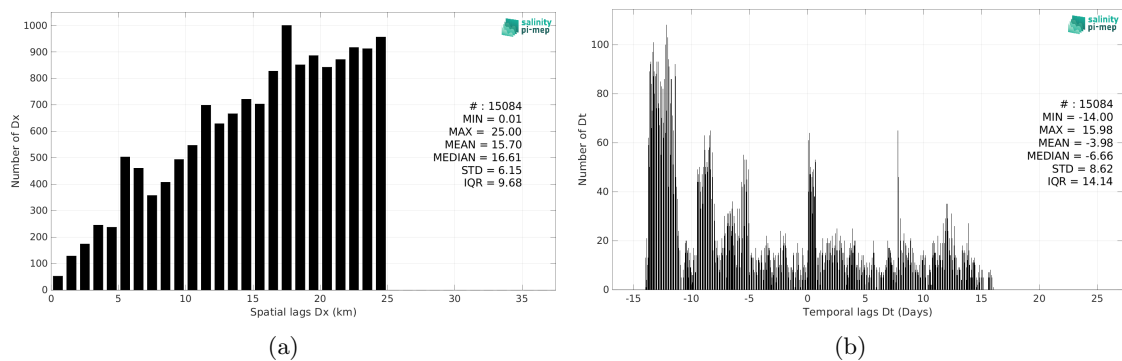 1000
900
800
700
600
500
400
300
200
100
0
Number of Dx
0 5 10 15 20 25 30 35
Spatial lags Dx (km)
salinity
pi-mep
# : 15084
MIN = 0.01
MAX = 25.00
MEAN = 15.70
MEDIAN = 16.61
STD = 6.15
IQR = 9.68
(a)
100
80
60
40
20
0
Number of Dt
-15 -10 -5 0 5 10 15 20 25
Temporal lags Dt (Days)
salinity
pi-mep
# : 15084
MIN = -14.00
MAX = 15.98
MEAN = -3.98
MEDIAN = -6.66
STD = 8.62
IQR = 14.14
(b)